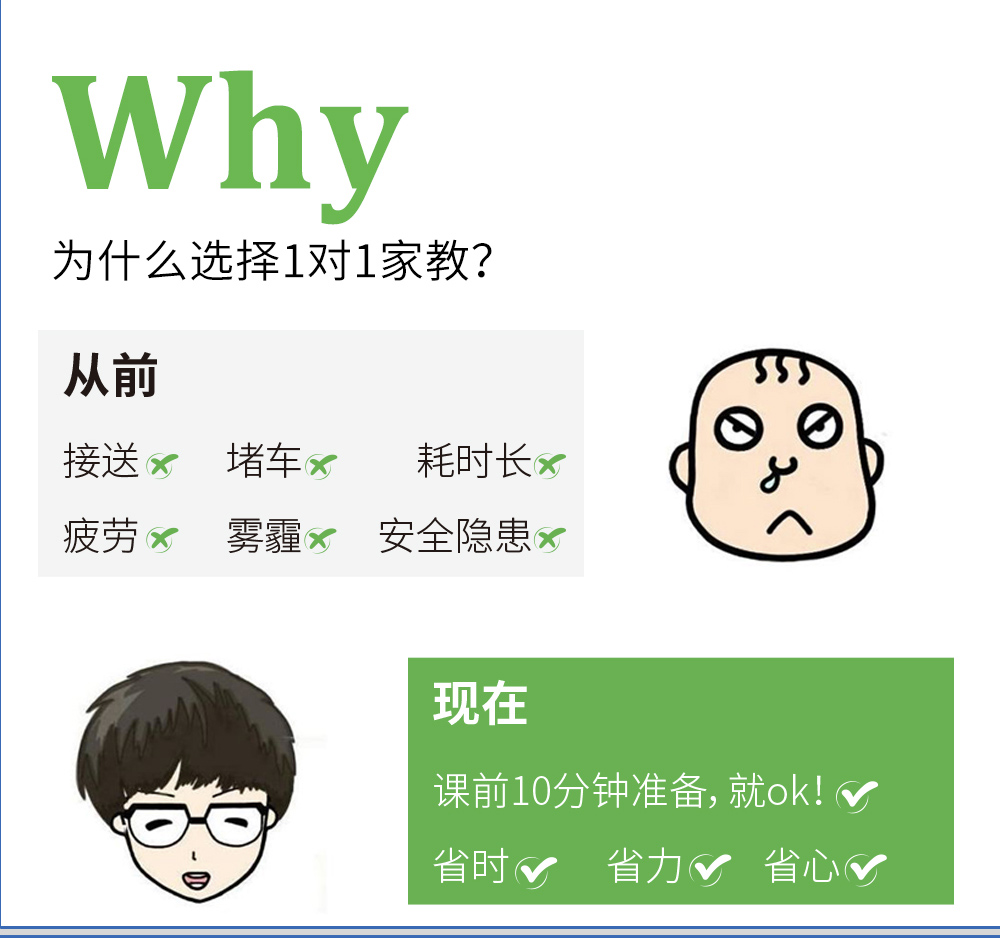 Why
为什么选择1对1家教?
从前
接送 堵车 耗时长
疲劳 雾霾 安全隐患
现在
课前10分钟准备，就ok！
省时 省力 省心